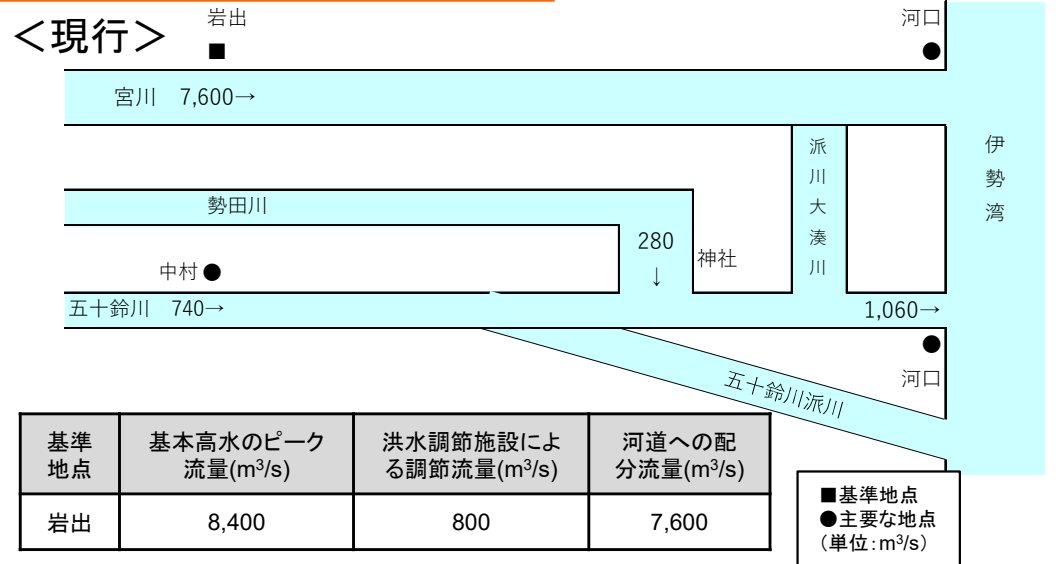 ＜現行＞
岩出
■
河口
●
宮川　7,600→
派川大湊川
伊勢湾
勢田川
280
↓
神社
中村●
五十鈴川　740→
1,060→
●
河口
五十鈴川派川
基準
地点
基本高水のピーク
流量(m³/s)
洪水調節施設によ
る調節流量(m³/s)
河道への配
分流量(m³/s)
岩出
8,400
800
7,600
■基準地点
●主要な地点
（単位：m³/s）